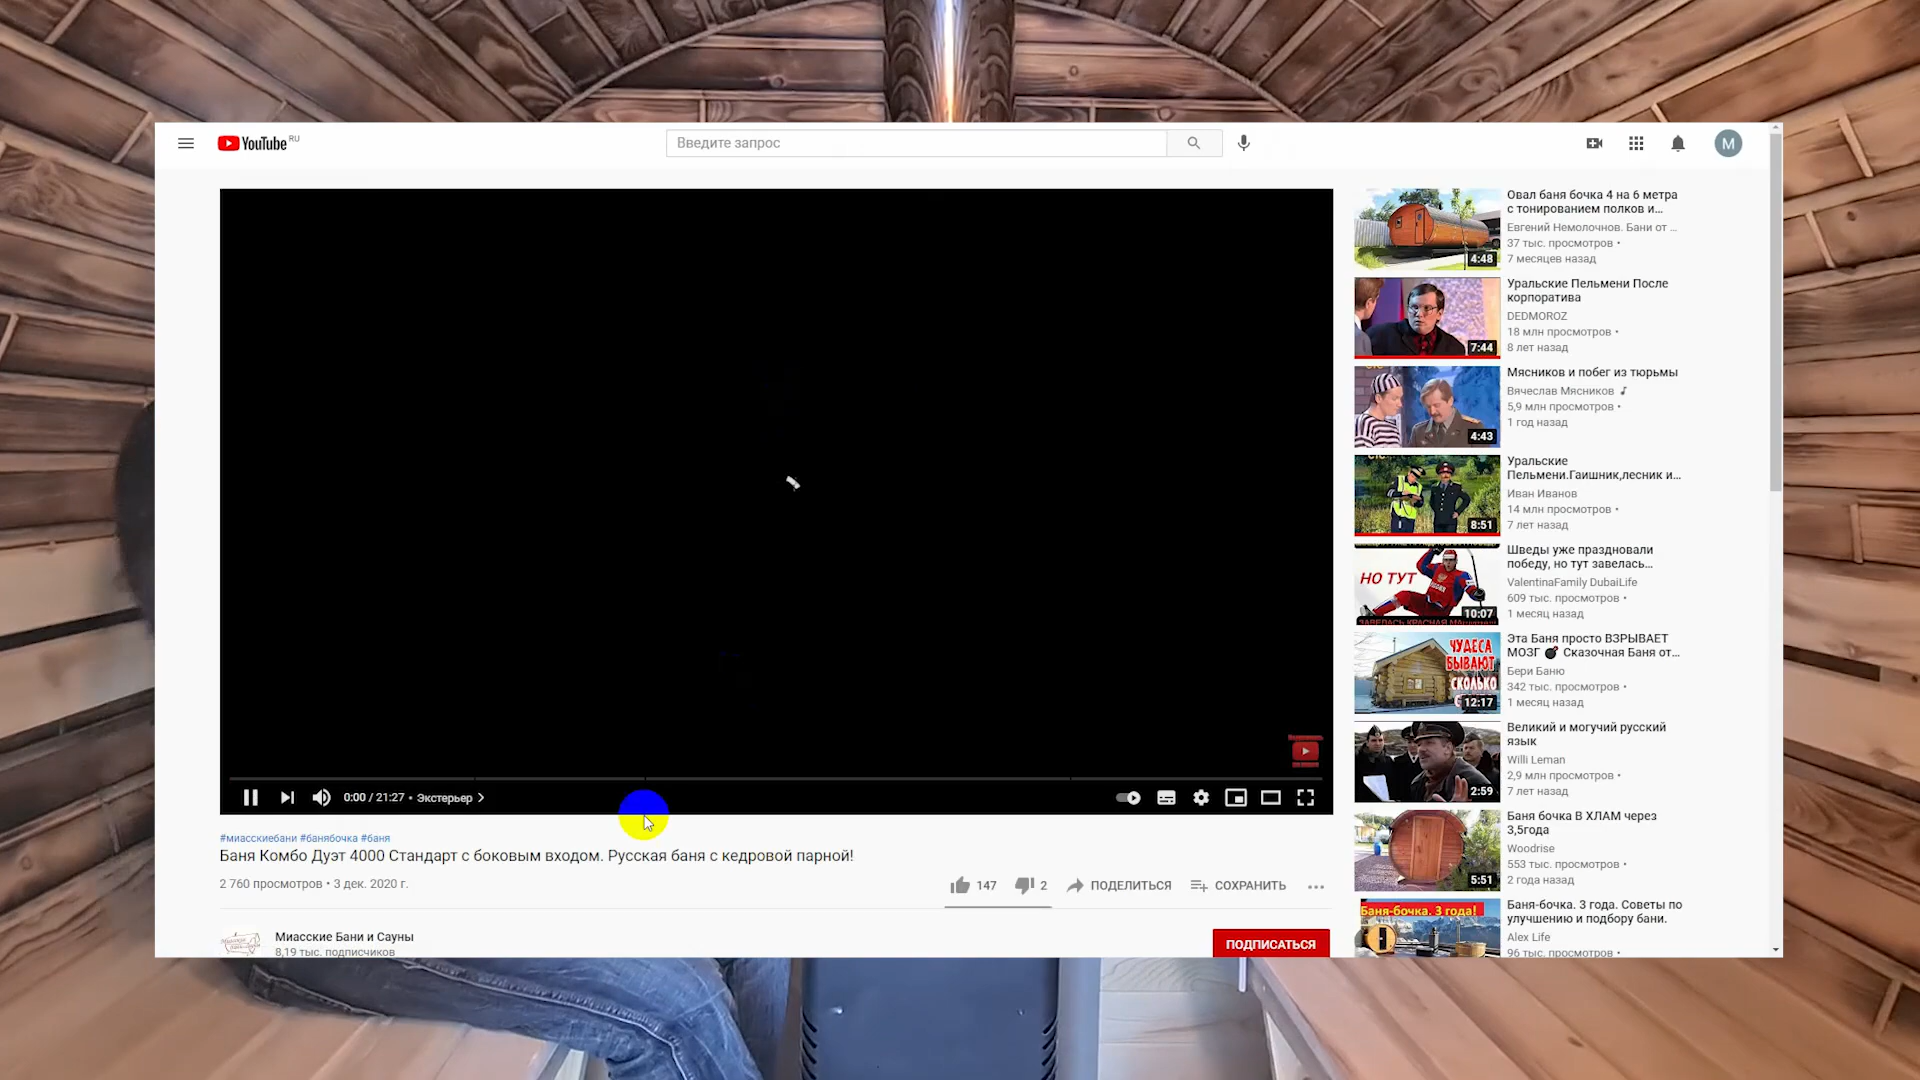 YouTube RU
Введите запрос
M
0:00 / 21:27 • Экстерьер
#миасскиебани #банябочка #баня
Баня Комбо Дуэт 4000 Стандарт с боковым входом. Русская баня с кедровой парной!
2 760 просмотров • 3 дек. 2020 г.
147
2
ПОДЕЛИТЬСЯ
СОХРАНИТЬ
Миасские Бани и Сауны
8,19 тыс. подписчиков
ПОДПИСАТЬСЯ
4:48
Овал баня бочка 4 на 6 метра
с тонированием полков и...
Евгений Немолочнов. Бани от ...
37 тыс. просмотров •
7 месяцев назад
7:44
Уральские Пельмени После
корпоратива
DEDMOROZ
18 млн просмотров •
8 лет назад
4:43
Мясников и побег из тюрьмы
Вячеслав Мясников
5,9 млн просмотров •
1 год назад
8:51
Уральские
Пельмени.Гаишник,лесник и...
Иван Иванов
14 млн просмотров •
7 лет назад
НО ТУТ
10:07
Шведы уже праздновали
победу, но тут завелась...
ValentinaFamily DubaiLife
609 тыс. просмотров •
1 месяц назад
ЧУДЕСА
БЫВАЮТ
СКОЛЬКО
12:17
Эта Баня просто ВЗРЫВАЕТ
МОЗГ 💣 Сказочная Баня от...
Бери Баню
342 тыс. просмотров •
1 месяц назад
2:59
Великий и могучий русский
язык
Willi Leman
2,9 млн просмотров •
7 лет назад
5:51
Баня бочка В ХЛАМ через
3,5года
Woodrise
553 тыс. просмотров •
2 года назад
Баня-бочка. 3 года!
Баня-бочка. 3 года. Советы по
улучшению и подбору бани.
Alex Life
96 тыс. просмотров •